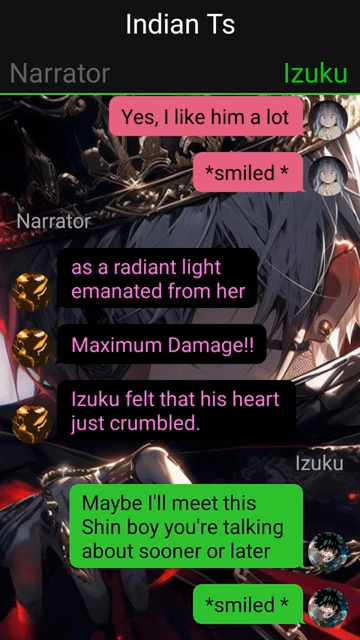 Indian Ts
Narrator
Izuku
Yes, I like him a lot
*smiled *
Narrator
as a radiant light
emanated from her
Maximum Damage!!
Izuku felt that his heart
just crumbled.
Izuku
Maybe I'll meet this
Shin boy you're talking
about sooner or later
*smiled *